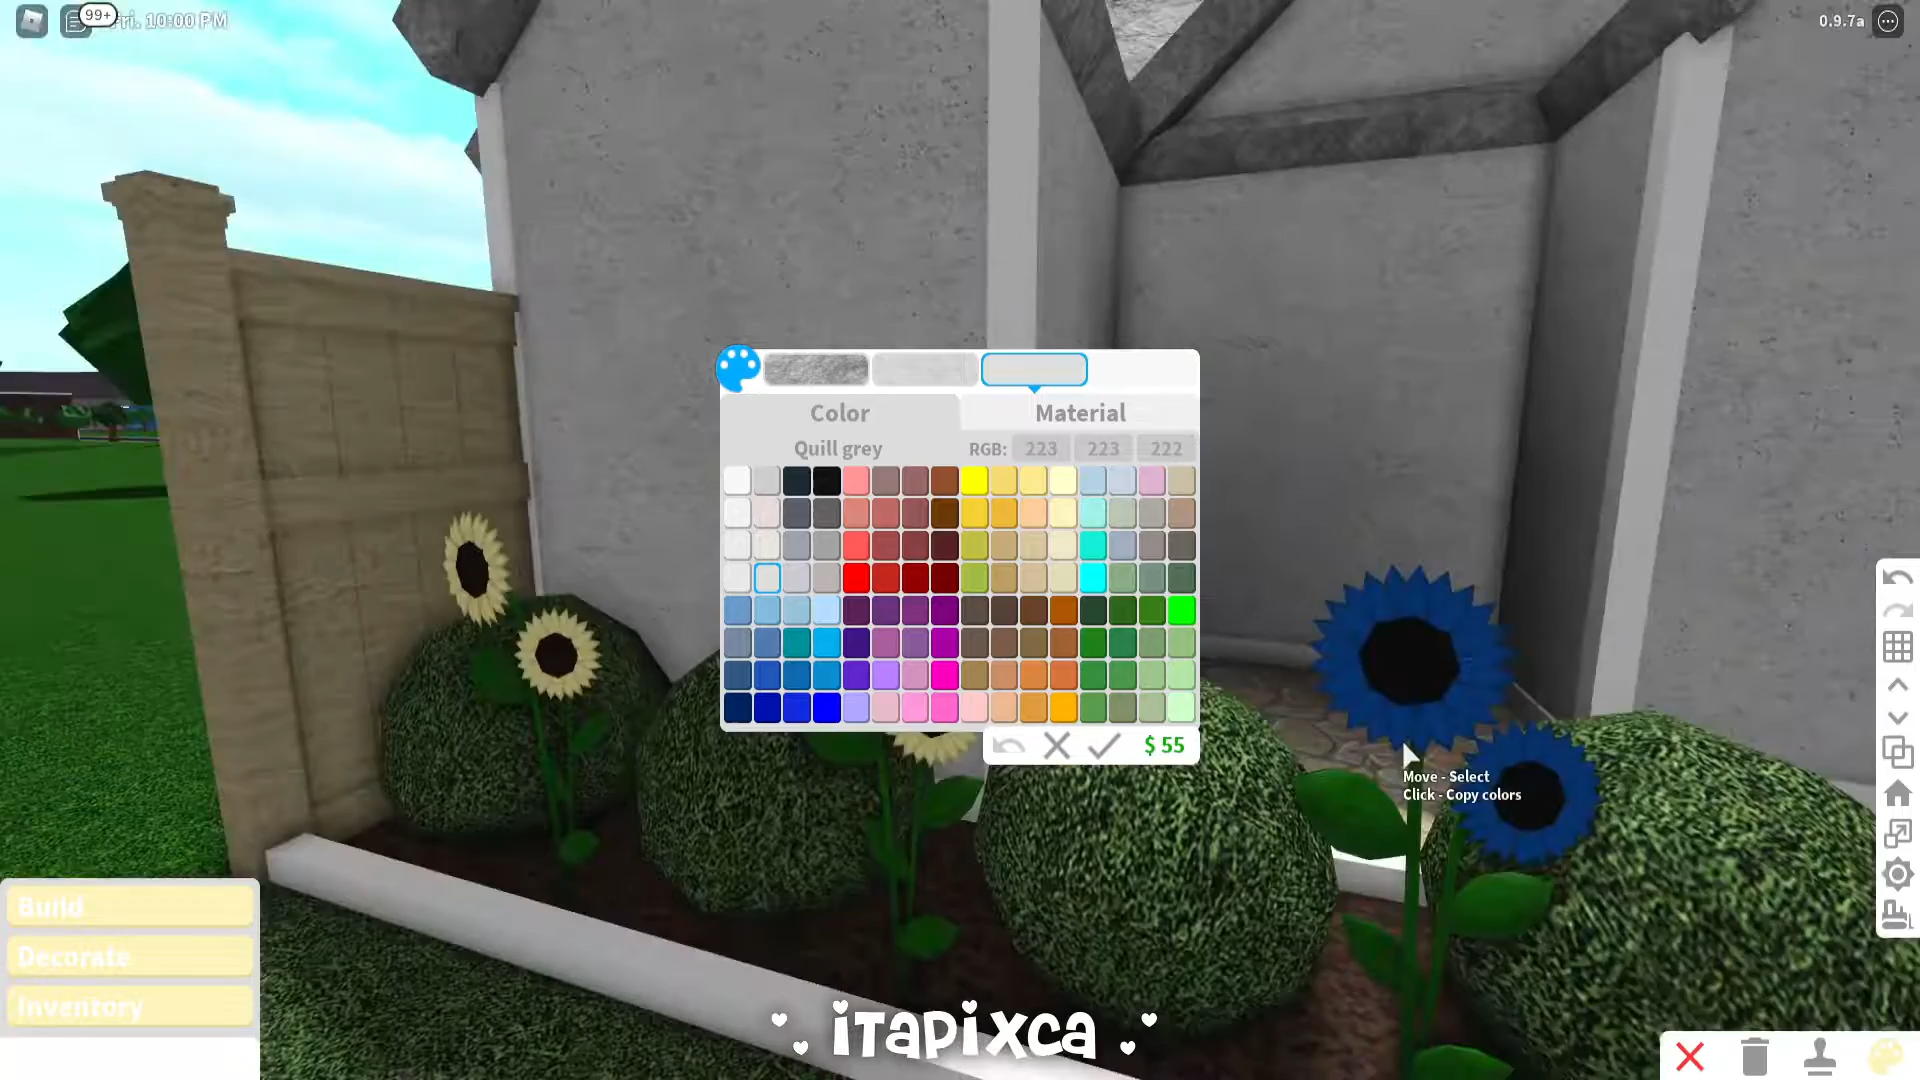 99+
Fri. 10:00 PM
0.9.7a
Color
Material
Quill grey
RGB: 223 223 222
$ 55
Move - Select
Click - Copy colors
Build
Decorate
Inventory
iTapixca